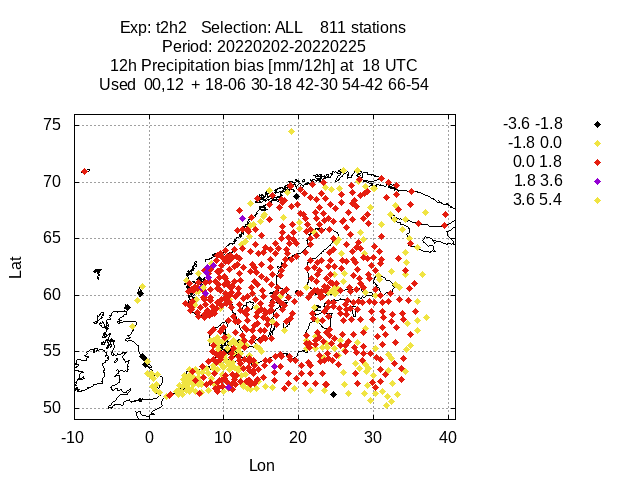 Exp: t2h2   Selection: ALL    811 stations
Period: 20220202-20220225
12h Precipitation bias [mm/12h] at  18 UTC
Used  00,12  + 18-06 30-18 42-30 54-42 66-54
-3.6 -1.8
-1.8 0.0
0.0 1.8
1.8 3.6
3.6 5.4
75
70
65
60
55
50
Lat
-10 0 10 20 30 40
Lon